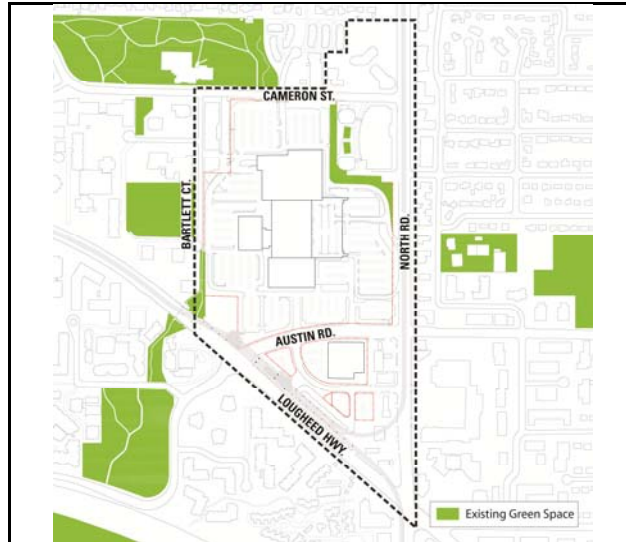 CAMERON ST.
BARTLETT CT.
NORTH RD.
AUSTIN RD.
LOUGHEED HWY.
Existing Green Space